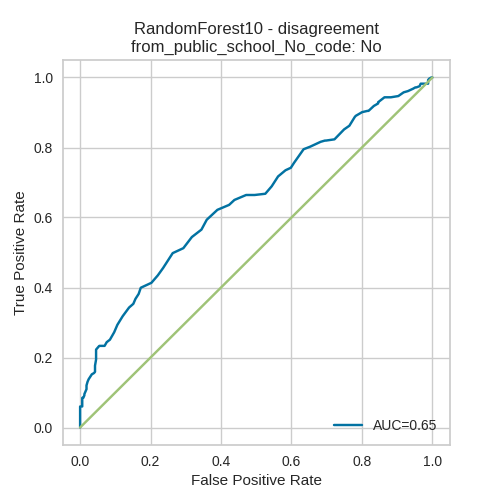 RandomForest10 - disagreement
from_public_school_No_code: No
1.0
0.8
0.6
0.4
0.2
0.0
True Positive Rate
AUC=0.65
0.0 0.2 0.4 0.6 0.8 1.0
False Positive Rate